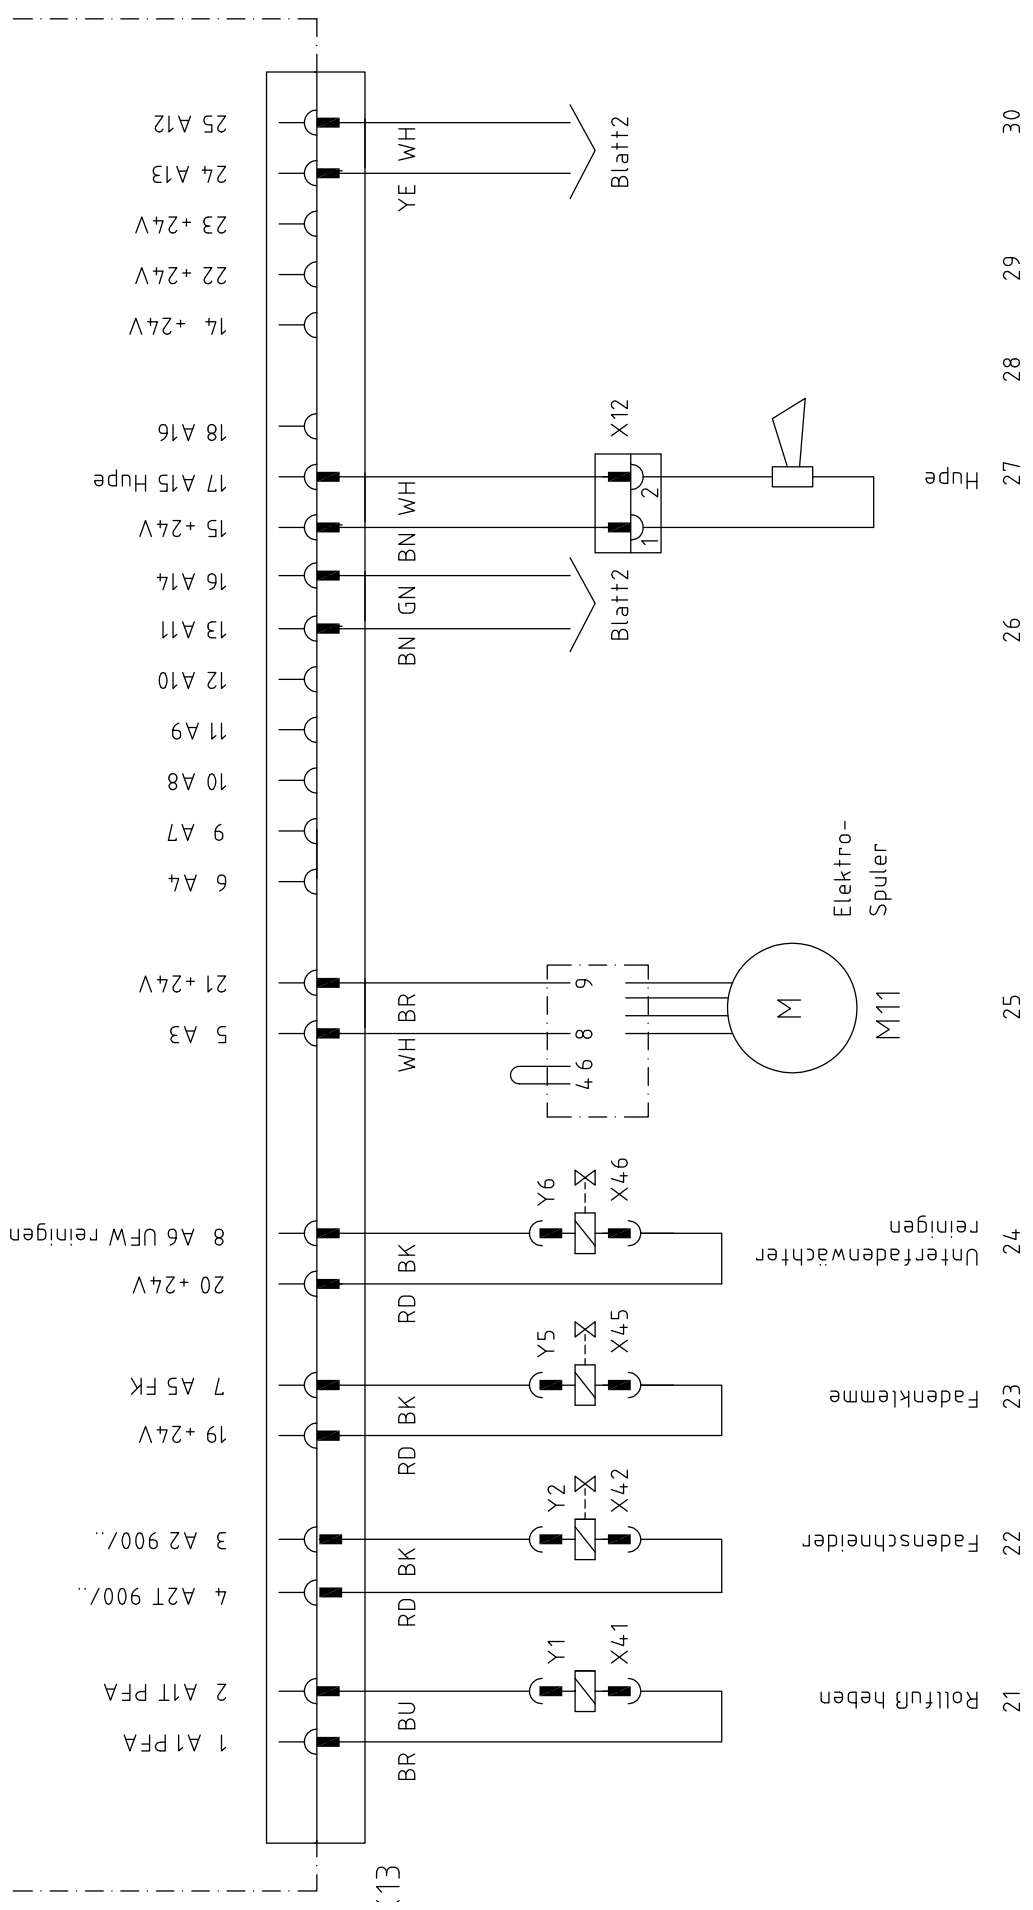 25 A12
24 A13
23 +24V
22 +24V
14 +24V
18 A16
17 A15 Hupe
15 +24V
16 A14
13 A11
12 A10
11 A9
10 A8
9 A7
6 A4
21 +24V
5 A3
8 A6 UFW reinigen
20 +24V
7 A5 FK
19 +24V
3 A2 900/..
4 A2T 900/..
2 A1T PFA
1 A1 PFA
X13
WH
YE
WH
BN
GN
BN
BR
WH
BK
RD
BK
RD
BK
RD
BU
BR
Blatt2
X12
2
1
Blatt2
9
8
6
4
Y6
X46
Y5
X45
Y2
X42
Y1
X41
M
M11
Elektro-
Spuler
Hupe
Unterfadenwächter
reinigen
Fadenklemme
Fadenschneider
Rollfuß heben
30
29
28
27
26
25
24
23
22
21